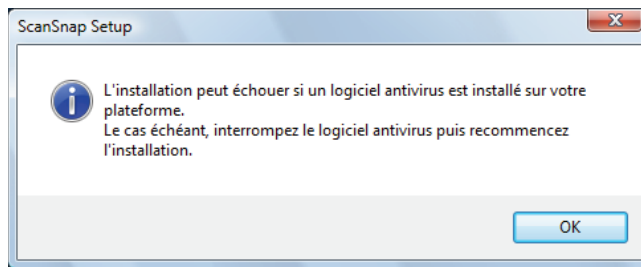 ScanSnap Setup
L'installation peut échouer si un logiciel antivirus est installé sur votre
plateforme.
Le cas échéant, interrompez le logiciel antivirus puis recommencez
l'installation.
OK